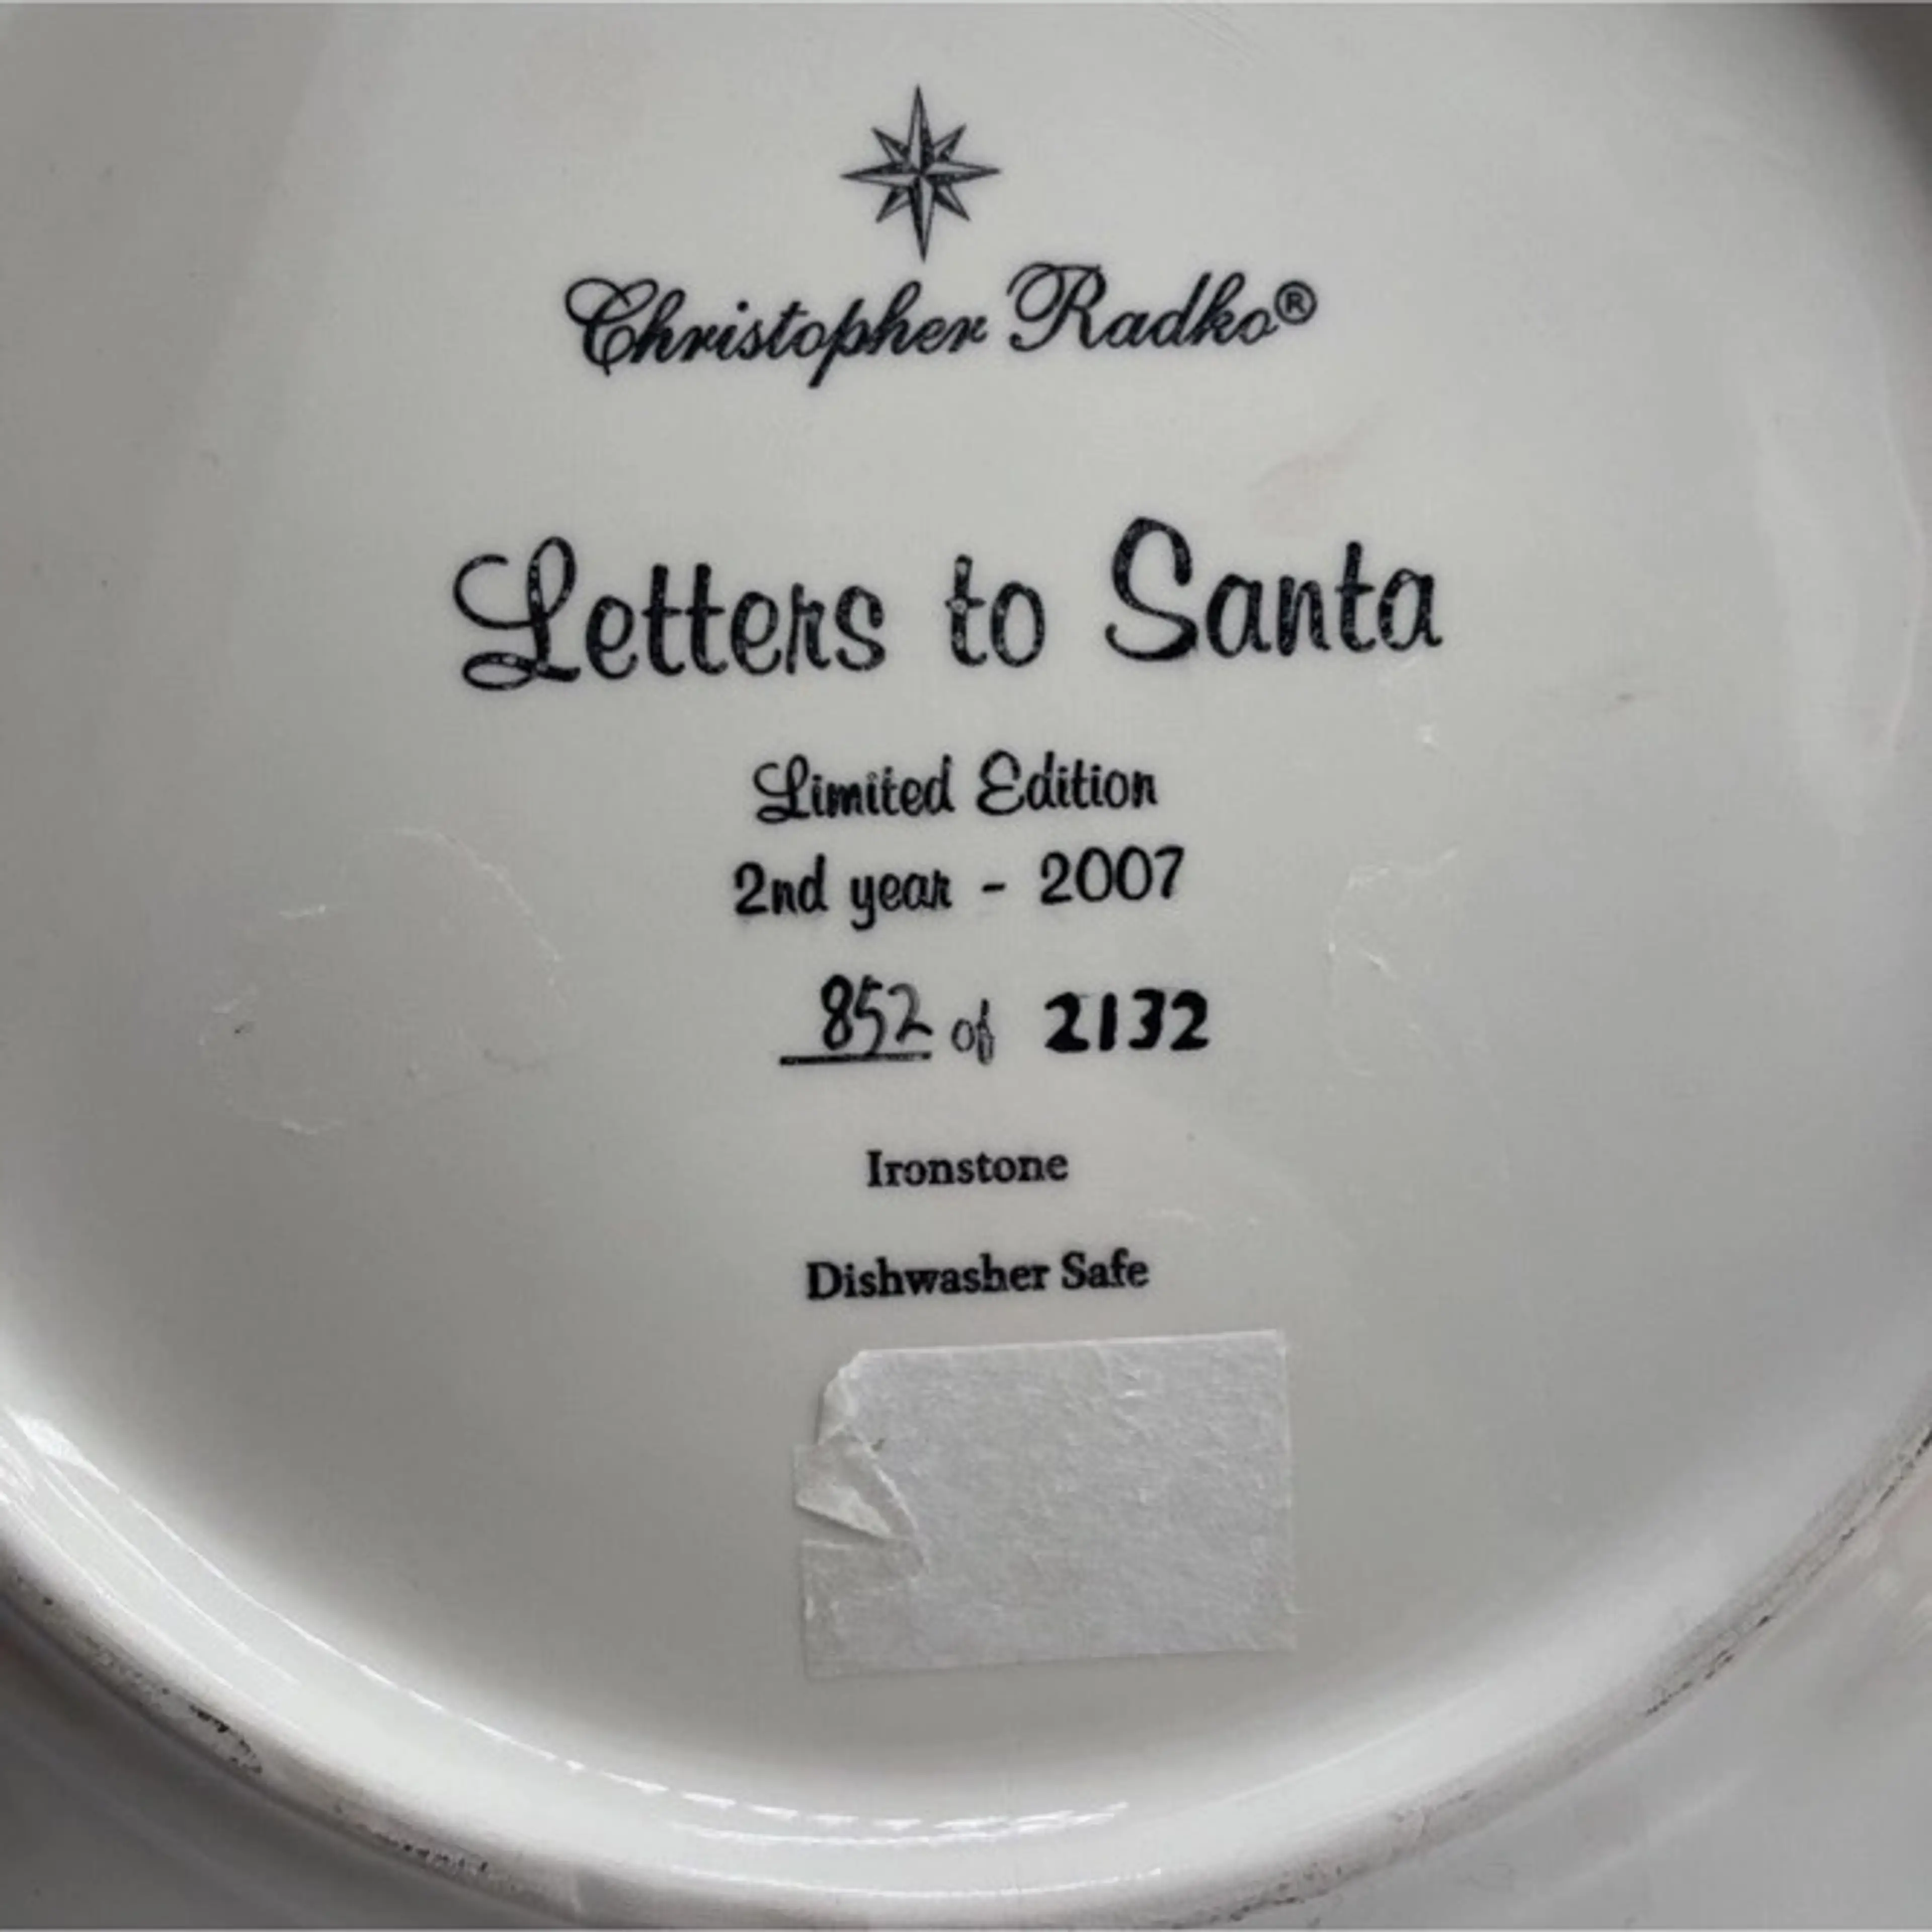 Christopher Radko®
Letters to Santa
Limited Edition
2nd year - 2007
852 of 2132
Ironstone
Dishwasher Safe